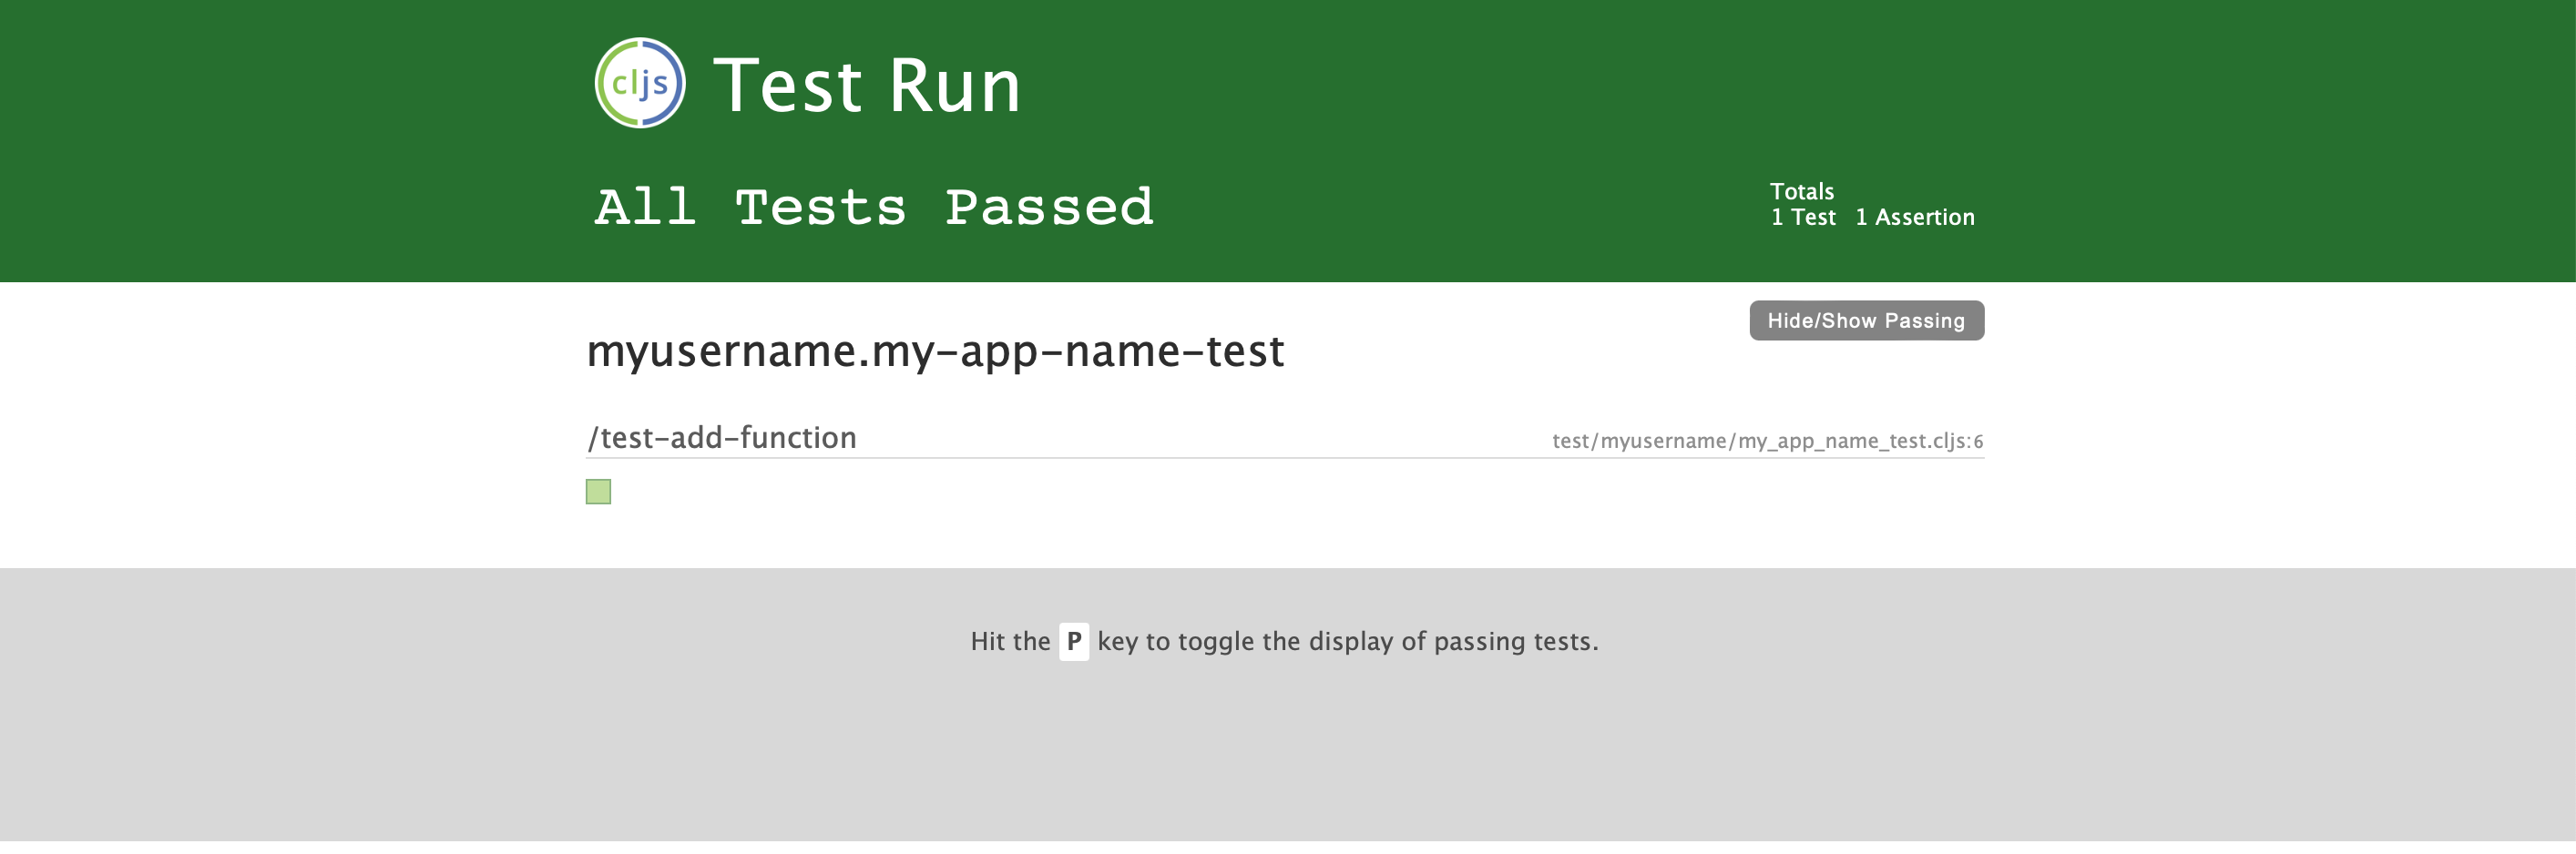 cljs Test Run
All Tests Passed
Totals
1 Test 1 Assertion
Hide/Show Passing
myusername.my-app-name-test
/test-add-function test/myusername/my_app_name_test.cljs:6
Hit the P key to toggle the display of passing tests.